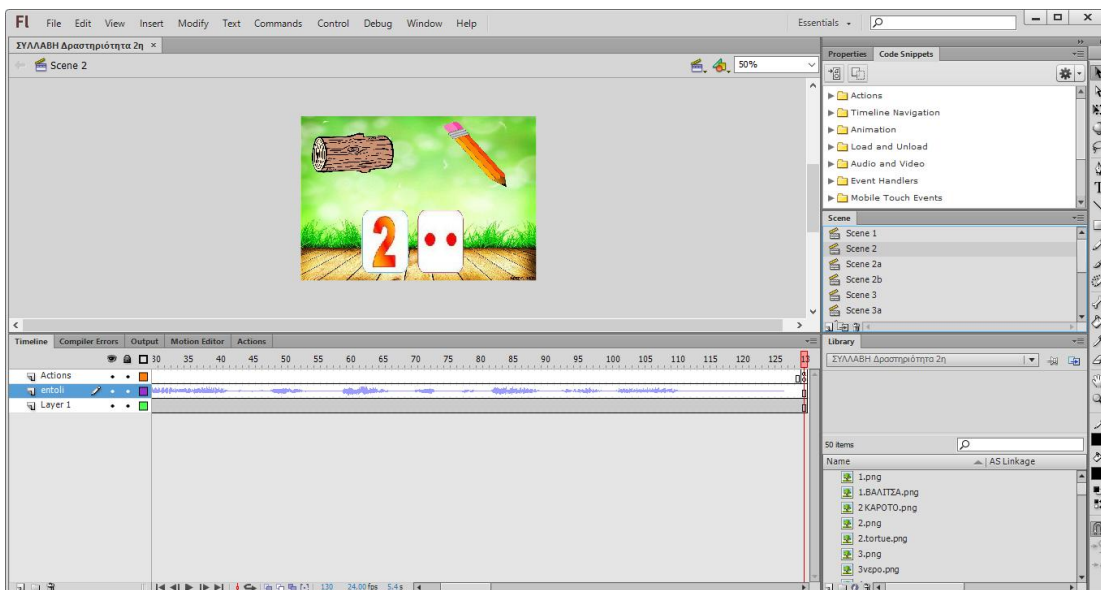 Fl File Edit View Insert Modify Text Commands Control Debug Window Help Essentials
ΣΥΛΛΑΒΗ Δραστηριότητα 2η ×
Scene 2 50%
2
Properties Code Snippets
Actions
Timeline Navigation
Animation
Load and Unload
Audio and Video
Event Handlers
Mobile Touch Events
Scene
Scene 1
Scene 2
Scene 2a
Scene 2b
Scene 3
Scene 3a
Timeline Compiler Errors Output Motion Editor Actions
30 35 40 45 50 55 60 65 70 75 80 85 90 95 100 105 110 115 120 125 13
Actions
entoli
Layer 1
130 24.00 fps 5.4 s
Library
ΣΥΛΛΑΒΗ Δραστηριότητα 2η
50 items
Name AS Linkage
1.png
1.ΒΑΛΙΤΣΑ.png
2 ΚΑΡΟΤΟ.png
2.png
2.tortue.png
3.png
3νερο.png